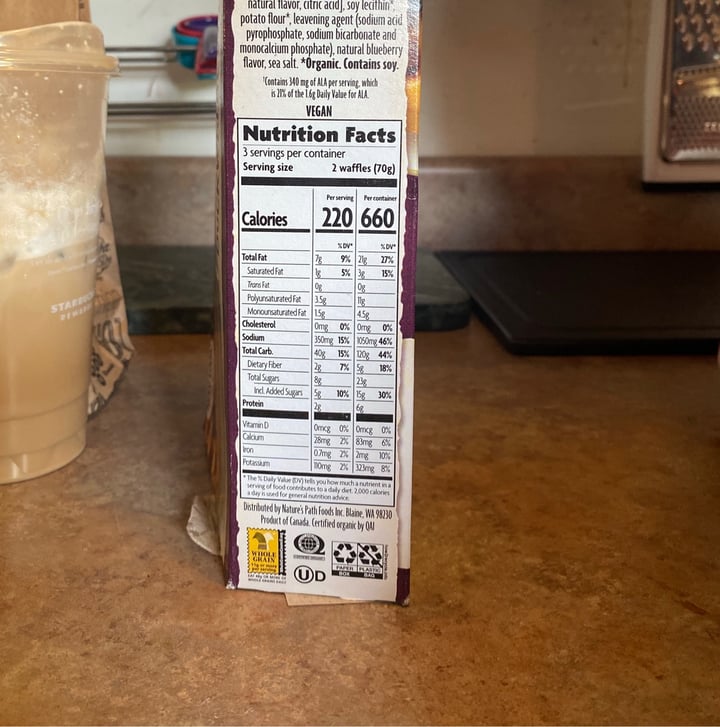 natural flavor, citric acid], soy lecithin*,
potato flour*, leavening agent (sodium acid
pyrophosphate, sodium bicarbonate and
monocalcium phosphate), natural blueberry
flavor, sea salt. *Organic. Contains soy.
†Contains 340 mg of ALA per serving, which
is 21% of the 1.6g Daily Value for ALA.
VEGAN
Nutrition Facts
3 servings per container
Serving size 2 waffles (70g)
Per serving Per container
Calories 220 660
%DV* %DV*
Total Fat 7g 9% 21g 27%
Saturated Fat 1g 5% 3g 15%
Trans Fat 0g 0g
Polyunsaturated Fat 3.5g 11g
Monounsaturated Fat 1.5g 4.5g
Cholesterol 0mg 0% 0mg 0%
Sodium 350mg 15% 1050mg 46%
Total Carb. 40g 15% 120g 44%
Dietary Fiber 2g 7% 5g 18%
Total Sugars 8g 23g
Incl. Added Sugars 5g 10% 15g 30%
Protein 2g 6g
Vitamin D 0mcg 0% 0mcg 0%
Calcium 28mg 2% 83mg 6%
Iron 0.7mg 2% 2mg 10%
Potassium 110mg 2% 323mg 8%
* The % Daily Value (DV) tells you how much a nutrient in a
serving of food contributes to a daily diet. 2,000 calories
a day is used for general nutrition advice.
Distributed by Nature's Path Foods Inc. Blaine, WA 98230
Product of Canada. Certified organic by QAI
WHOLE
GRAIN
U D
PAPER PLASTIC
BOX BAG
STARBU